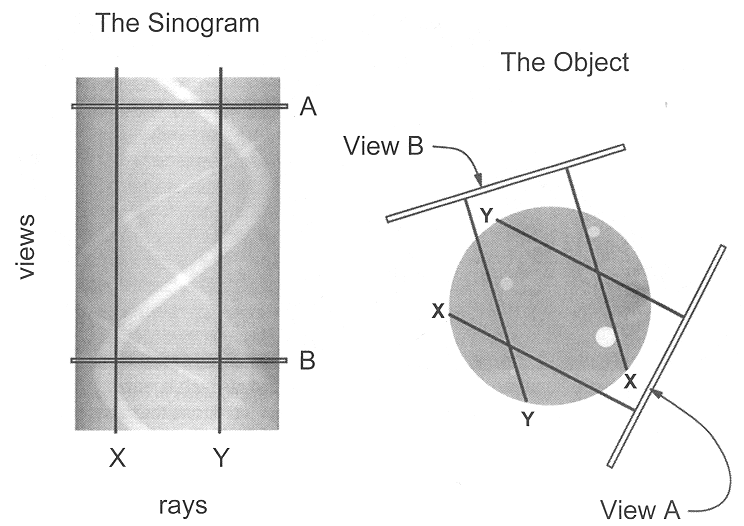 The Sinogram
A
views
B
X
Y
rays
The Object
View B
Y
X
X
Y
View A